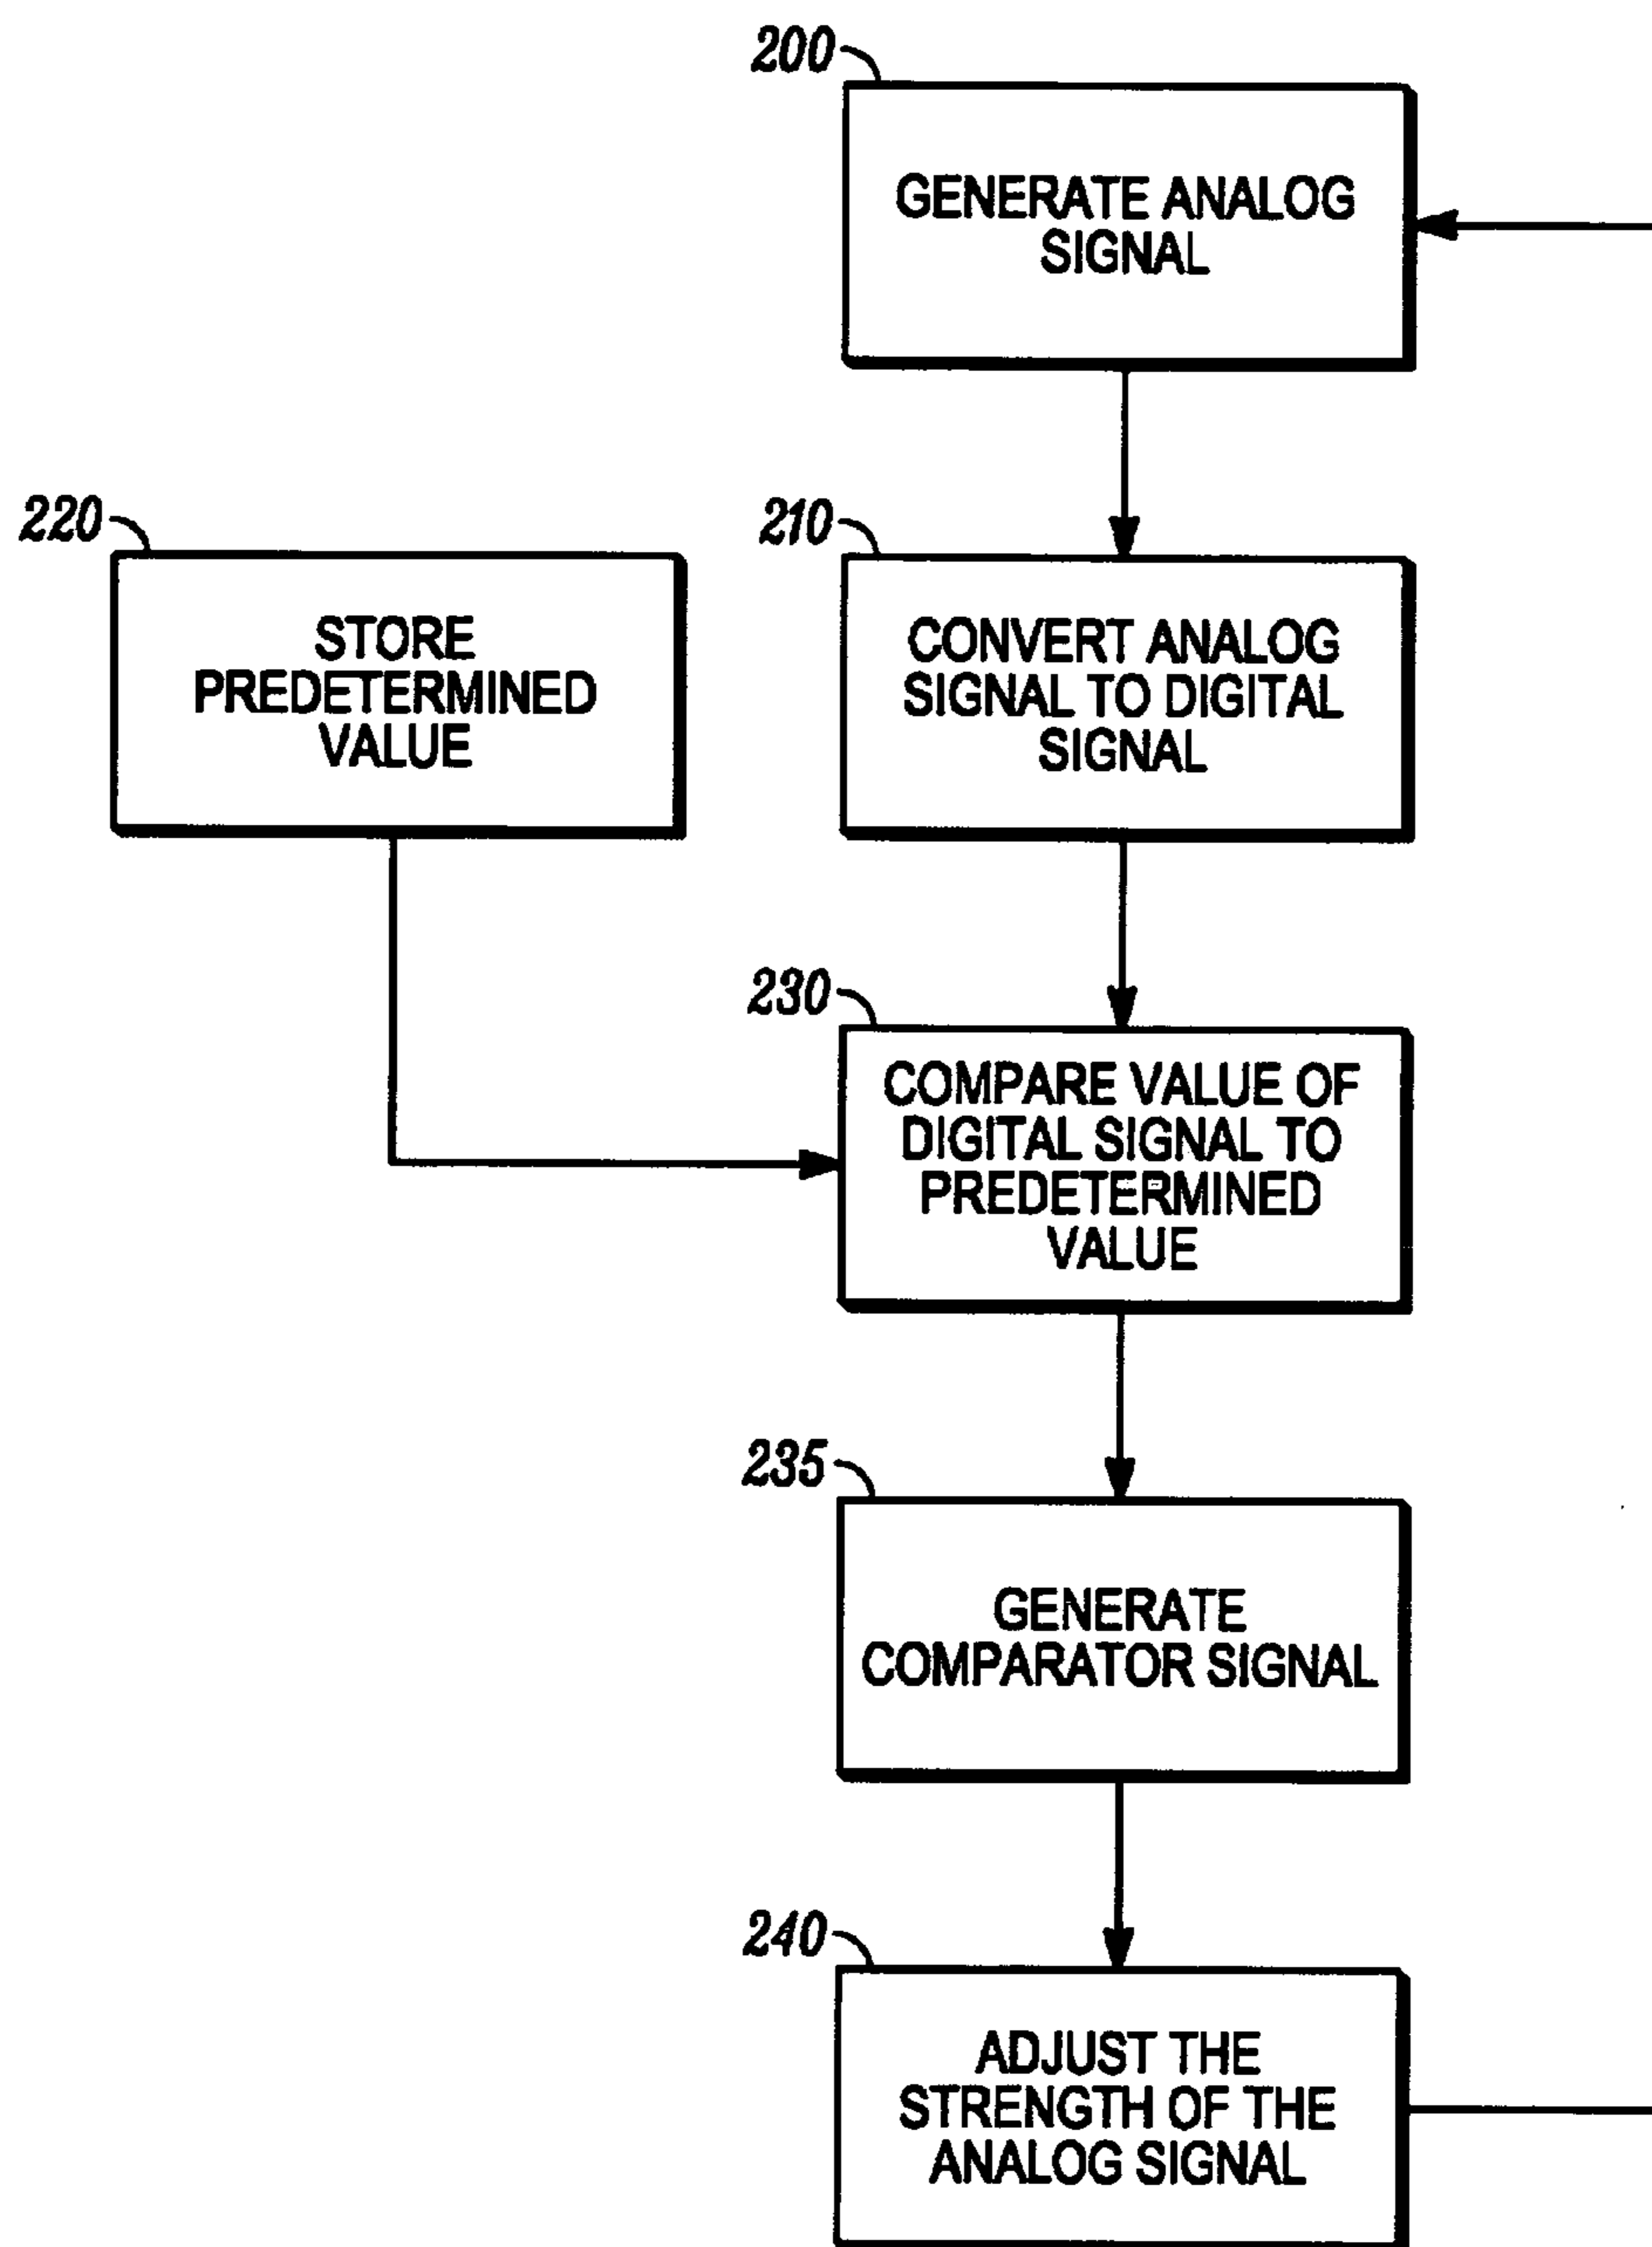 200
GENERATE ANALOG
SIGNAL
220
STORE
PREDETERMINED
VALUE
210
CONVERT ANALOG
SIGNAL TO DIGITAL
SIGNAL
230
COMPARE VALUE OF
DIGITAL SIGNAL TO
PREDETERMINED
VALUE
235
GENERATE
COMPARATOR SIGNAL
240
ADJUST THE
STRENGTH OF THE
ANALOG SIGNAL